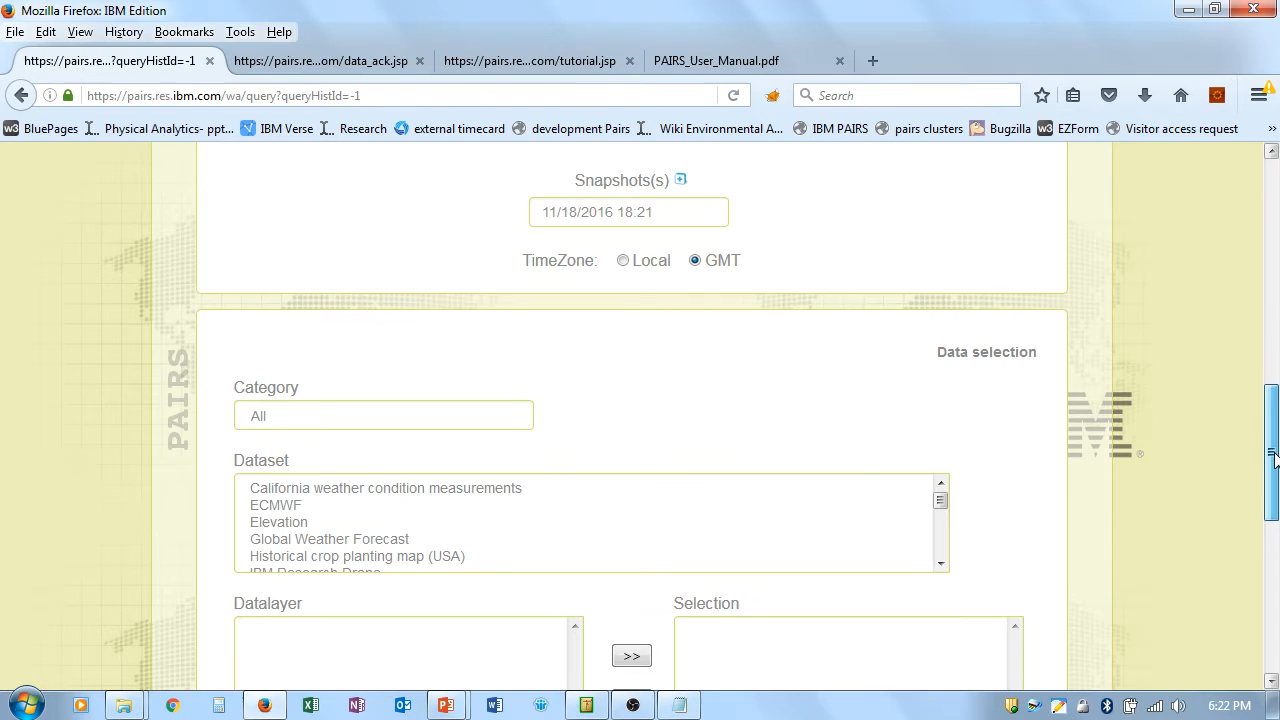 Mozilla Firefox: IBM Edition
File Edit View History Bookmarks Tools Help
https://pairs.re...?queryHistId=-1 https://pairs.re...om/data_ack.jsp https://pairs.re...com/tutorial.jsp PAIRS_User_Manual.pdf
https://pairs.res.ibm.com/wa/query?queryHistId=-1 Search
BluePages Physical Analytics- ppt... IBM Verse Research external timecard development Pairs Wiki Environmental A... IBM PAIRS pairs clusters Bugzilla EZForm Visitor access request
Snapshots(s)
11/18/2016 18:21
TimeZone: Local GMT
Data selection
Category
All
PAIRS
Dataset
California weather condition measurements
ECMWF
Elevation
Global Weather Forecast
Historical crop planting map (USA)
IBM Research Drone
Datalayer Selection
>>
6:22 PM